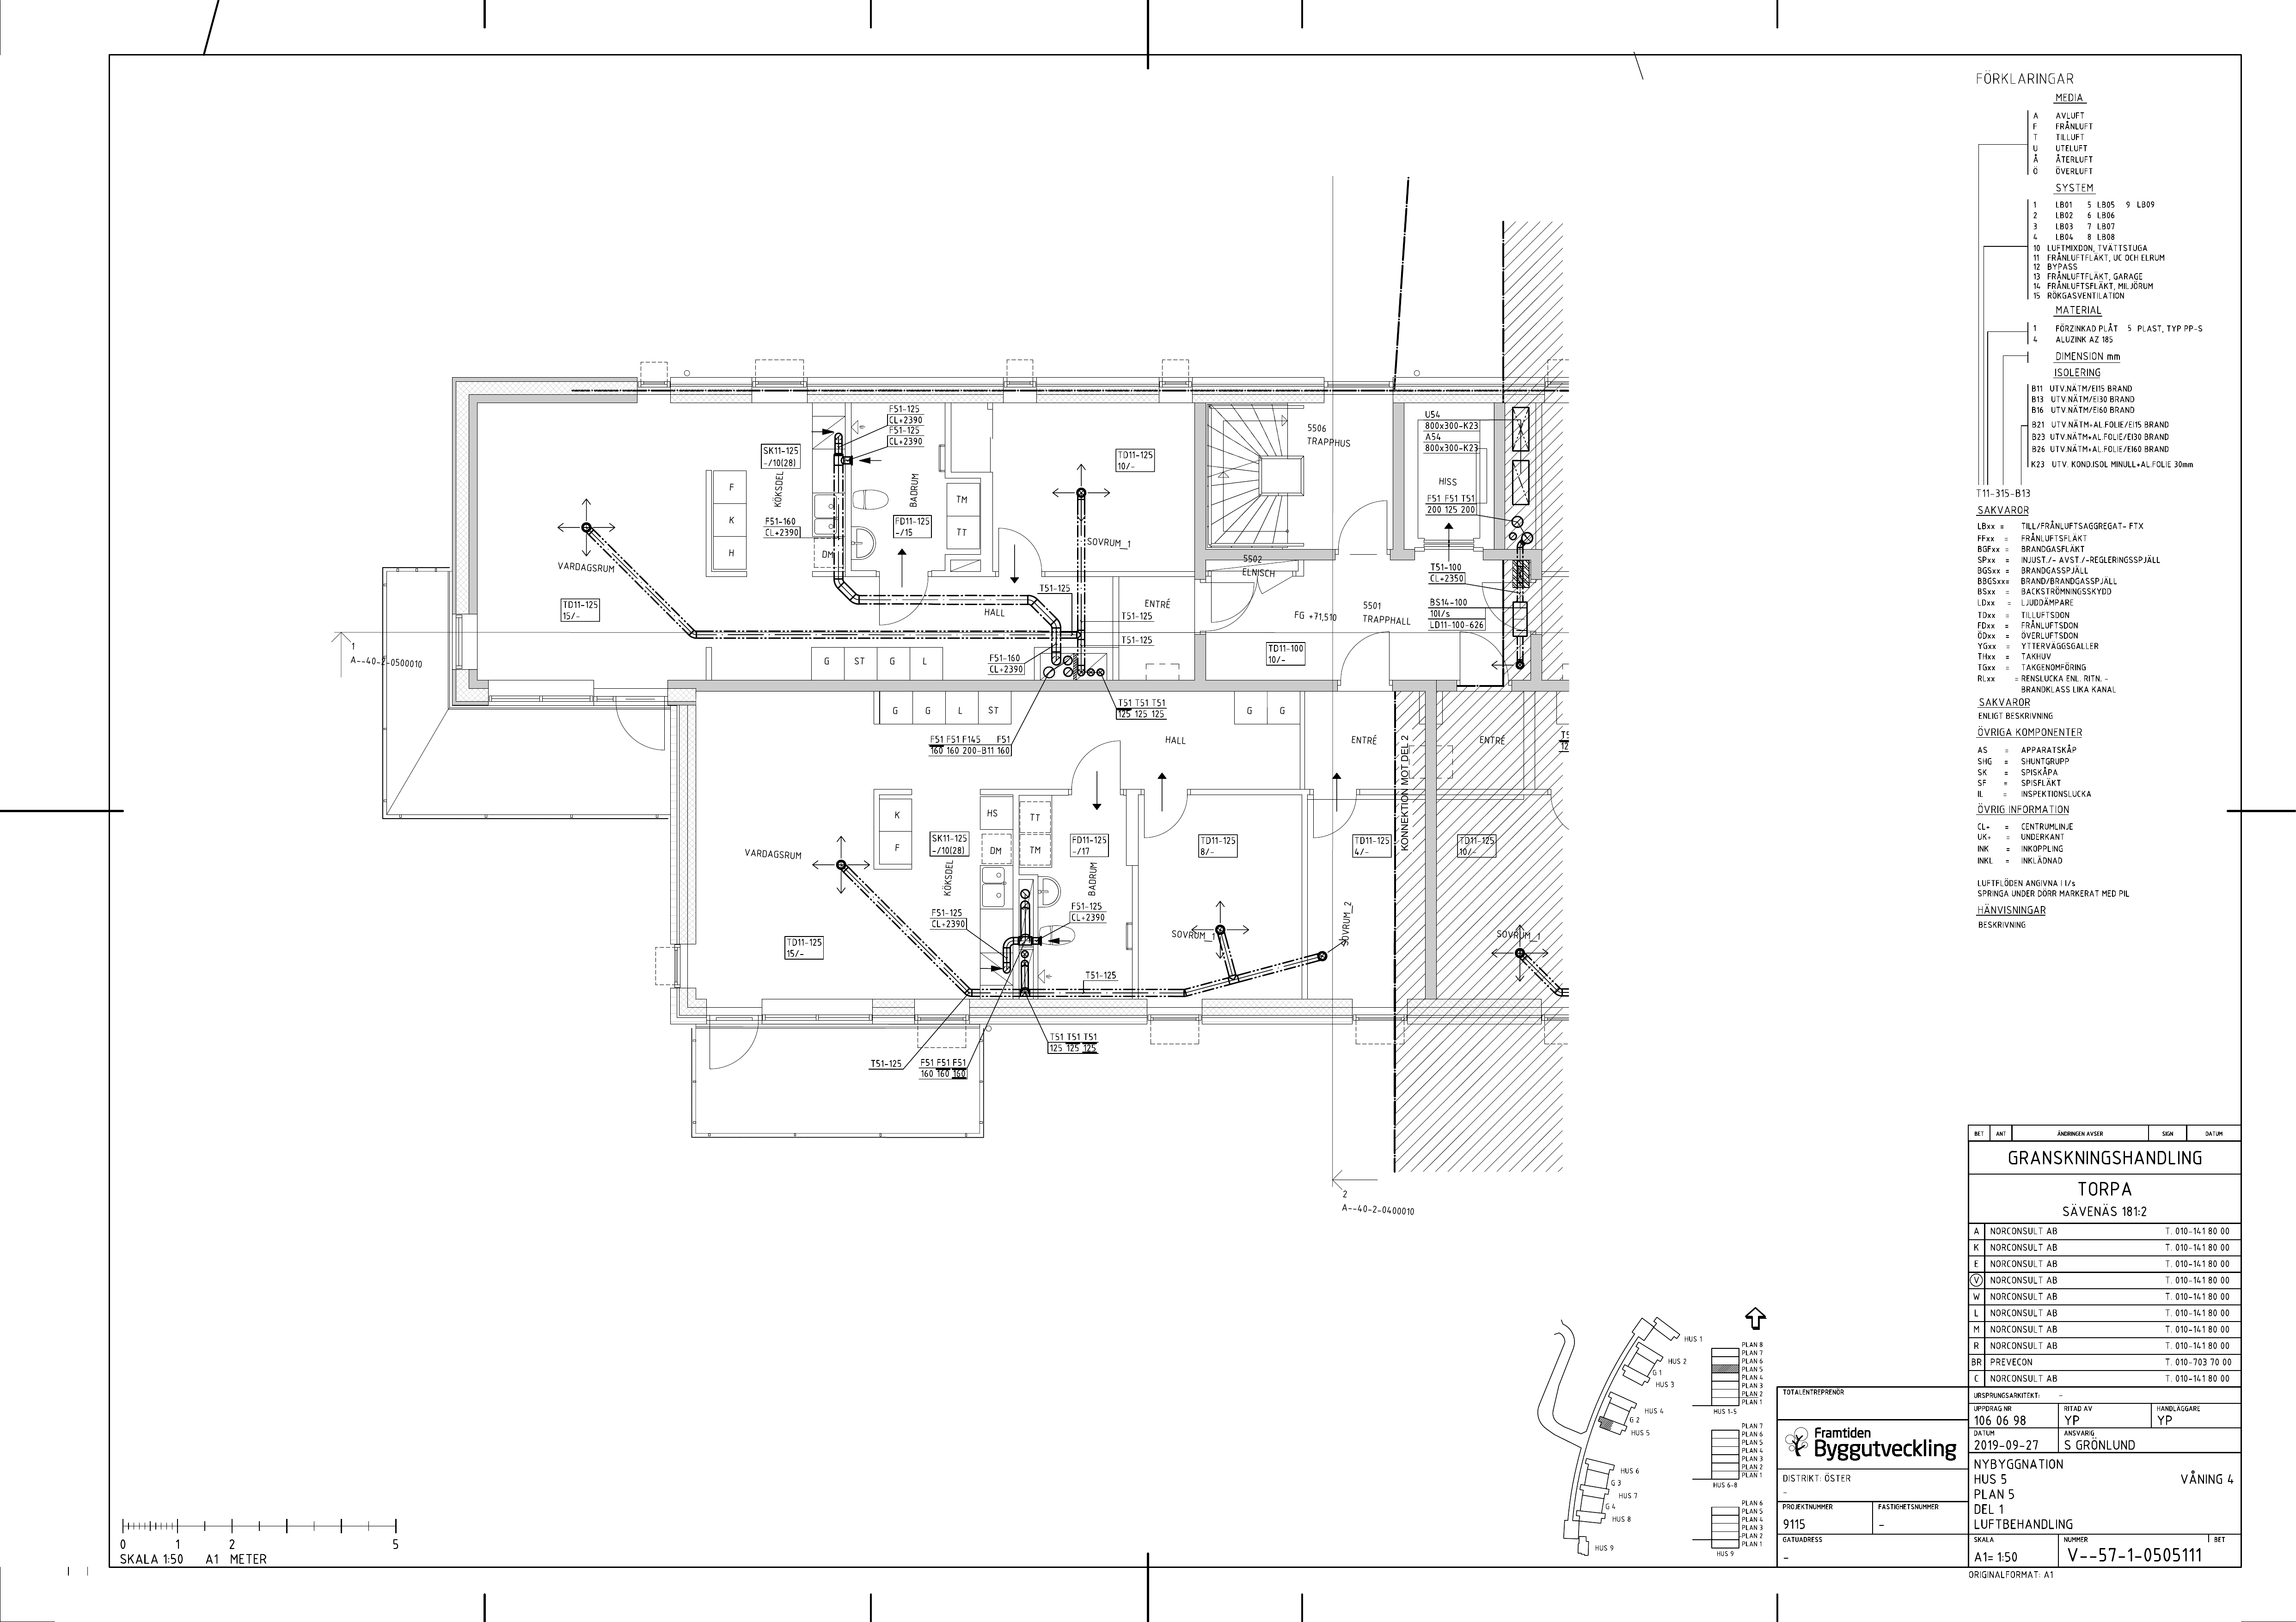 FÖRKLARINGAR
MEDIA
A AVLUFT
F FRÅNLUFT
T TILLUFT
U UTELUFT
Å ÅTERLUFT
Ö ÖVERLUFT
SYSTEM
1 LB01 5 LB05 9 LB09
2 LB02 6 LB06
3 LB03 7 LB07
4 LB04 8 LB08
10 LUFTMIXDON, TVÄTTSTUGA
11 FRÅNLUFTFLÄKT, UC OCH ELRUM
12 BYPASS
13 FRÅNLUFTFLÄKT, GARAGE
14 FRÅNLUFTSFLÄKT, MILJÖRUM
15 RÖKGASVENTILATION
MATERIAL
1 FÖRZINKAD PLÅT 5 PLAST, TYP PP-S
4 ALUZINK AZ 185
DIMENSION mm
ISOLERING
B11 UTV.NÄTM/EI15 BRAND
B13 UTV.NÄTM/EI30 BRAND
B16 UTV.NÄTM/EI60 BRAND
B21 UTV.NÄTM+AL.FOLIE/EI15 BRAND
B23 UTV.NÄTM+AL.FOLIE/EI30 BRAND
B26 UTV.NÄTM+AL.FOLIE/EI60 BRAND
K23 UTV. KOND.ISOL MINULL+AL.FOLIE 30mm
T11-315-B13
SAKVAROR
LBxx = TILL/FRÅNLUFTSAGGREGAT- FTX
FFxx = FRÅNLUFTSFLÄKT
BGFxx = BRANDGASFLÄKT
SPxx = INJUST./- AVST./-REGLERINGSSPJÄLL
BGSxx = BRANDGASSPJÄLL
BBGSxx= BRAND/BRANDGASSPJÄLL
BSxx = BACKSTRÖMNINGSSKYDD
LDxx = LJUDDÄMPARE
TDxx = TILLUFTSDON
FDxx = FRÅNLUFTSDON
ÖDxx = ÖVERLUFTSDON
YGxx = YTTERVÄGGSGALLER
THxx = TAKHUV
TGxx = TAKGENOMFÖRING
RLxx = RENSLUCKA ENL. RITN. -
BRANDKLASS LIKA KANAL
SAKVAROR
ENLIGT BESKRIVNING
ÖVRIGA KOMPONENTER
AS = APPARATSKÅP
SHG = SHUNTGRUPP
SK = SPISKÅPA
SF = SPISFLÄKT
IL = INSPEKTIONSLUCKA
ÖVRIG INFORMATION
CL+ = CENTRUMLINJE
UK+ = UNDERKANT
INK = INKOPPLING
INKL = INKLÄDNAD
LUFTFLÖDEN ANGIVNA I l/s
SPRINGA UNDER DÖRR MARKERAT MED PIL
HÄNVISNINGAR
BESKRIVNING
F51-125
CL+2390
F51-125
CL+2390
SK11-125
-/10(28)
KÖKSDEL
F51-160
CL+2390
DM
F
K
H
BADRUM
FD11-125
-/15
TM
TT
TD11-125
10/-
SOVRUM_1
VARDAGSRUM
TD11-125
15/-
T51-125
HALL
ENTRÉ
T51-125
T51-125
F51-160
CL+2390
G ST G L
5506
TRAPPHUS
5502
ELNISCH
HISS
U54
800x300-K23
A54
800x300-K23
F51 F51 T51
200 125 200
T51-100
CL+2350
BS14-100
10l/s
LD11-100-626
FG +71,510
5501
TRAPPHALL
TD11-100
10/-
1
A--40-2-0500010
T51 T51 T51
125 125 125
G G L ST
F51 F51 F145 F51
160 160 200-B11 160
G G
HALL
ENTRÉ
ENTRÉ
KONNEKTION MOT DEL 2
VARDAGSRUM
K
F
HS
DM
TT
TM
SK11-125
-/10(28)
KÖKSDEL
FD11-125
-/17
BADRUM
TD11-125
8/-
TD11-125
4/-
TD11-125
10/-
F51-125
CL+2390
F51-125
CL+2390
TD11-125
15/-
SOVRUM_1
SOVRUM_2
SOVRUM_1
T51-125
T51-125
F51 F51 F51
160 160 160
T51 T51 T51
125 125 125
2
A--40-2-0400010
BET ANT ÄNDRINGEN AVSER SIGN DATUM
GRANSKNINGSHANDLING
TORPA
SÄVENÄS 181:2
A NORCONSULT AB T. 010-141 80 00
K NORCONSULT AB T. 010-141 80 00
E NORCONSULT AB T. 010-141 80 00
V NORCONSULT AB T. 010-141 80 00
W NORCONSULT AB T. 010-141 80 00
L NORCONSULT AB T. 010-141 80 00
M NORCONSULT AB T. 010-141 80 00
R NORCONSULT AB T. 010-141 80 00
BR PREVECON T. 010-703 70 00
C NORCONSULT AB T. 010-141 80 00
URSPRUNGSARKITEKT: -
UPPDRAG NR RITAD AV HANDLÄGGARE
106 06 98 YP YP
DATUM ANSVARIG
2019-09-27 S GRÖNLUND
NYBYGGNATION
HUS 5 VÅNING 4
PLAN 5
DEL 1
LUFTBEHANDLING
SKALA NUMMER BET
A1= 1:50 V--57-1-0505111
ORIGINALFORMAT: A1
TOTALENTREPRENÖR
Framtiden
Byggutveckling
DISTRIKT: ÖSTER
-
PROJEKTNUMMER FASTIGHETSNUMMER
9115 -
GATUADRESS
-
HUS 1
HUS 2
G 1
HUS 3
HUS 4
G 2
HUS 5
HUS 6
G 3
HUS 7
G 4
HUS 8
HUS 9
PLAN 8
PLAN 7
PLAN 6
PLAN 5
PLAN 4
PLAN 3
PLAN 2
PLAN 1
HUS 1-5
PLAN 7
PLAN 6
PLAN 5
PLAN 4
PLAN 3
PLAN 2
PLAN 1
HUS 6-8
PLAN 6
PLAN 5
PLAN 4
PLAN 3
PLAN 2
PLAN 1
HUS 9
0 1 2 5
SKALA 1:50 A1 METER